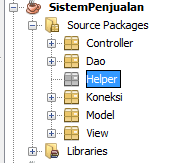 SistemPenjualan
Source Packages
Controller
Dao
Helper
Koneksi
Model
View
Libraries